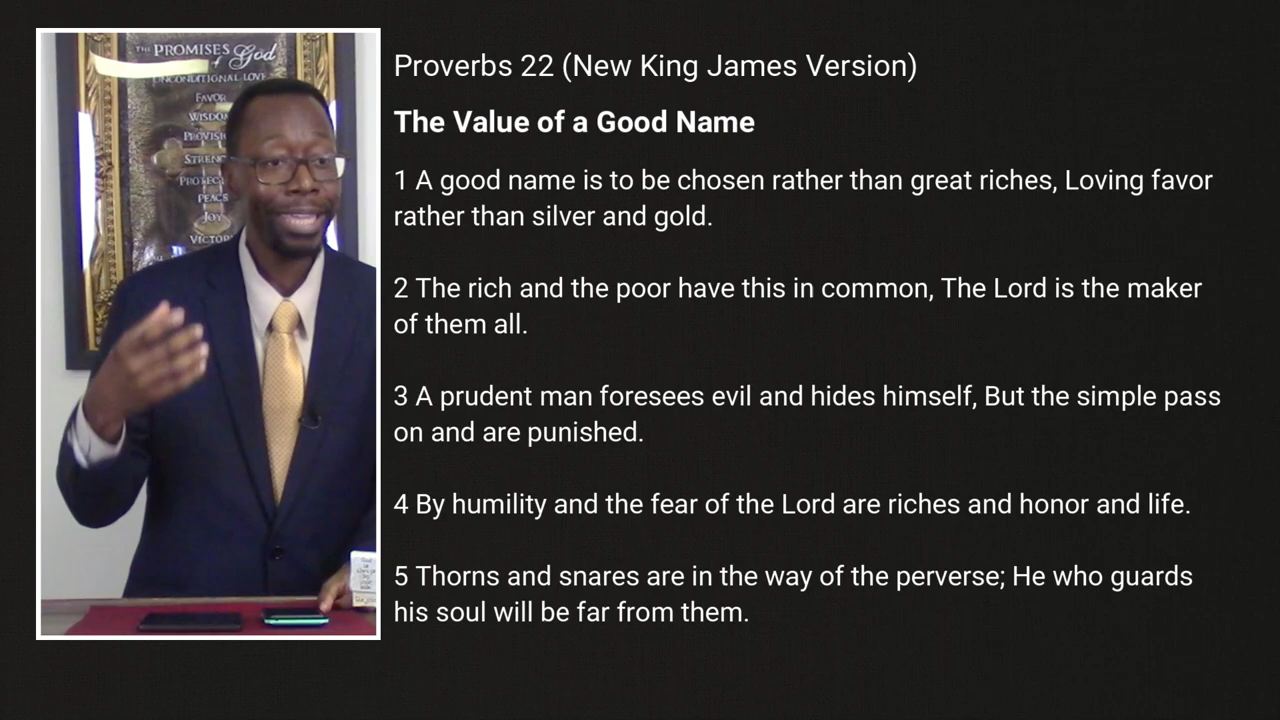 THE PROMISES
of God
UNCONDITIONAL LOVE
FAVOR
WISDOM
STRENG
PEACE
JOY
VICTOR
Proverbs 22 (New King James Version)
The Value of a Good Name
1 A good name is to be chosen rather than great riches, Loving favor
rather than silver and gold.
2 The rich and the poor have this in common, The Lord is the maker
of them all.
3 A prudent man foresees evil and hides himself, But the simple pass
on and are punished.
4 By humility and the fear of the Lord are riches and honor and life.
5 Thorns and snares are in the way of the perverse; He who guards
his soul will be far from them.